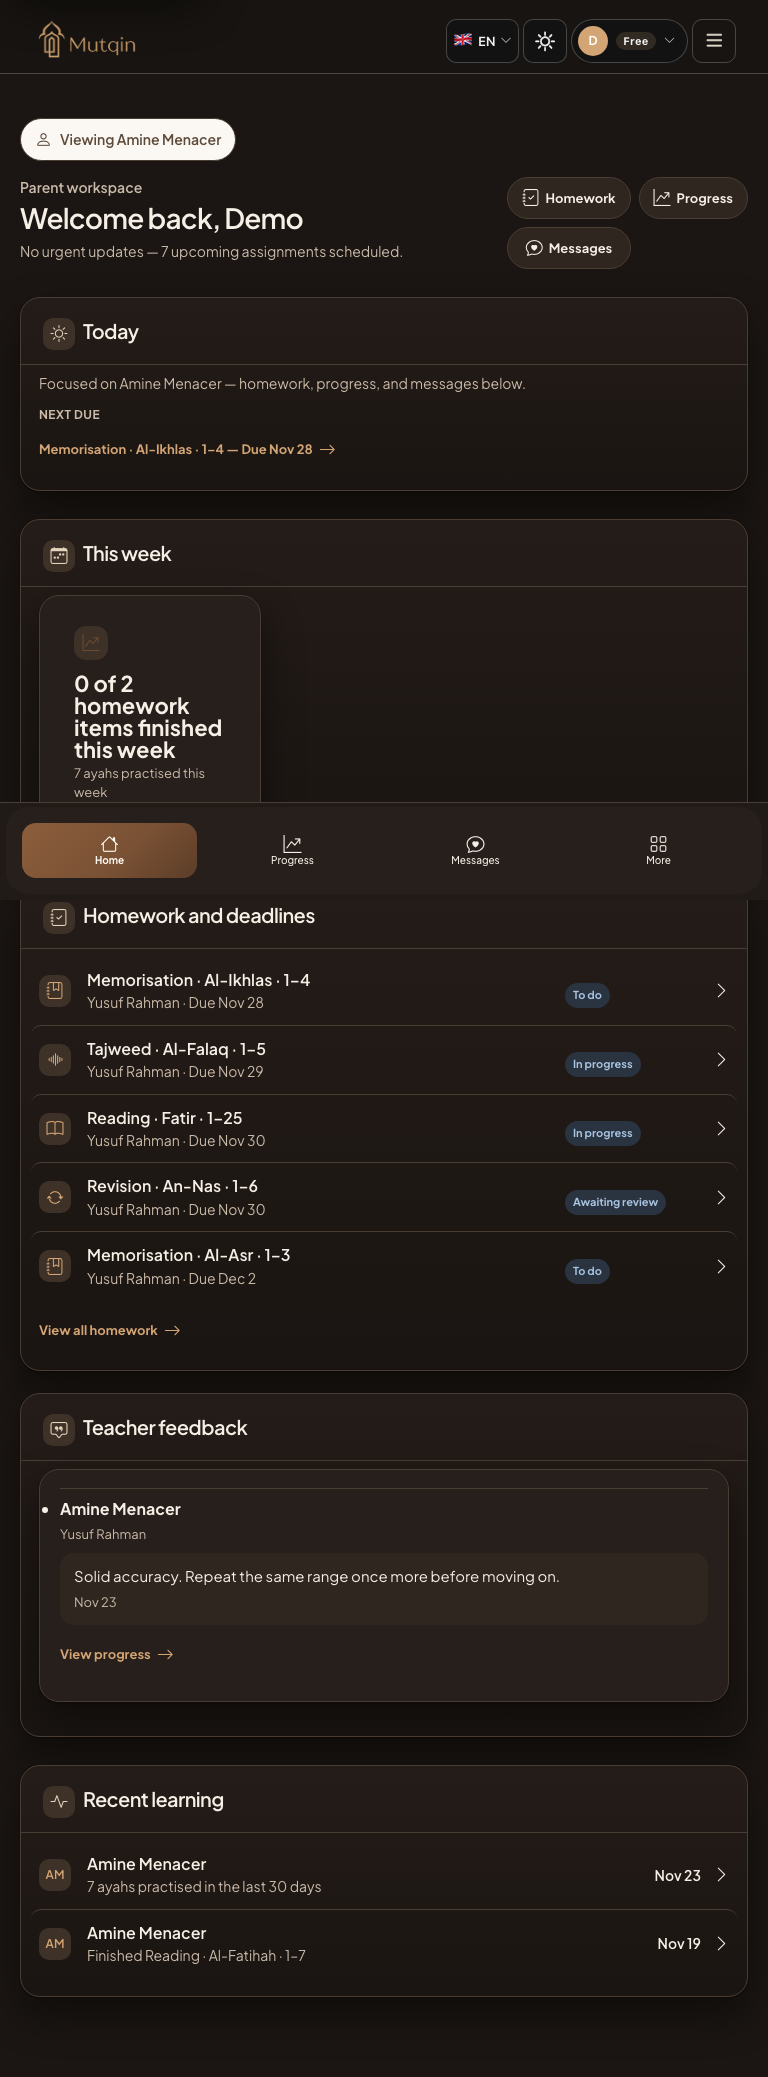 Mutqin
EN
D
Free
Viewing Amine Menacer
Parent workspace
Welcome back, Demo
No urgent updates — 7 upcoming assignments scheduled.
Homework
Progress
Messages
Today
Focused on Amine Menacer — homework, progress, and messages below.
NEXT DUE
Memorisation · Al-Ikhlas · 1–4 — Due Nov 28
This week
0 of 2
homework
items finished
this week
7 ayahs practised this
week
Home
Progress
Messages
More
Homework and deadlines
Memorisation · Al-Ikhlas · 1–4
Yusuf Rahman · Due Nov 28
To do
Tajweed · Al-Falaq · 1–5
Yusuf Rahman · Due Nov 29
In progress
Reading · Fatir · 1–25
Yusuf Rahman · Due Nov 30
In progress
Revision · An-Nas · 1–6
Yusuf Rahman · Due Nov 30
Awaiting review
Memorisation · Al-Asr · 1–3
Yusuf Rahman · Due Dec 2
To do
View all homework
Teacher feedback
Amine Menacer
Yusuf Rahman
Solid accuracy. Repeat the same range once more before moving on.
Nov 23
View progress
Recent learning
AM
Amine Menacer
7 ayahs practised in the last 30 days
Nov 23
AM
Amine Menacer
Finished Reading · Al-Fatihah · 1–7
Nov 19